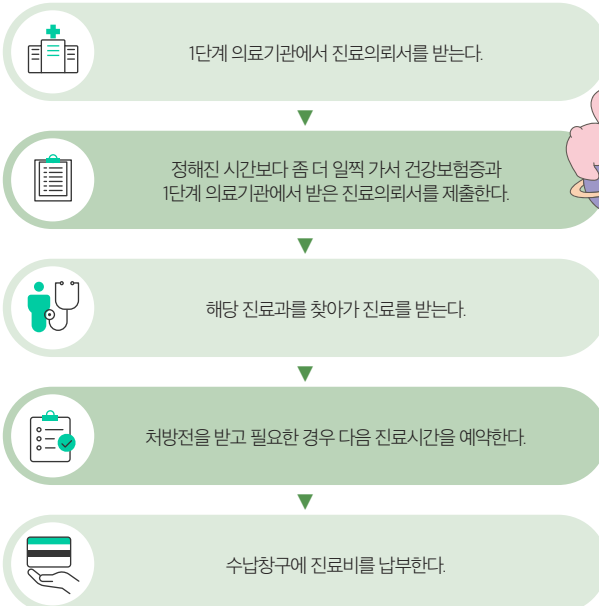 1단계 의료기관에서 진료의뢰서를 받는다.
정해진 시간보다 좀 더 일찍 가서 건강보험증과
1단계 의료기관에서 받은 진료의뢰서를 제출한다.
해당 진료과를 찾아가 진료를 받는다.
처방전을 받고 필요한 경우 다음 진료시간을 예약한다.
수납창구에 진료비를 납부한다.